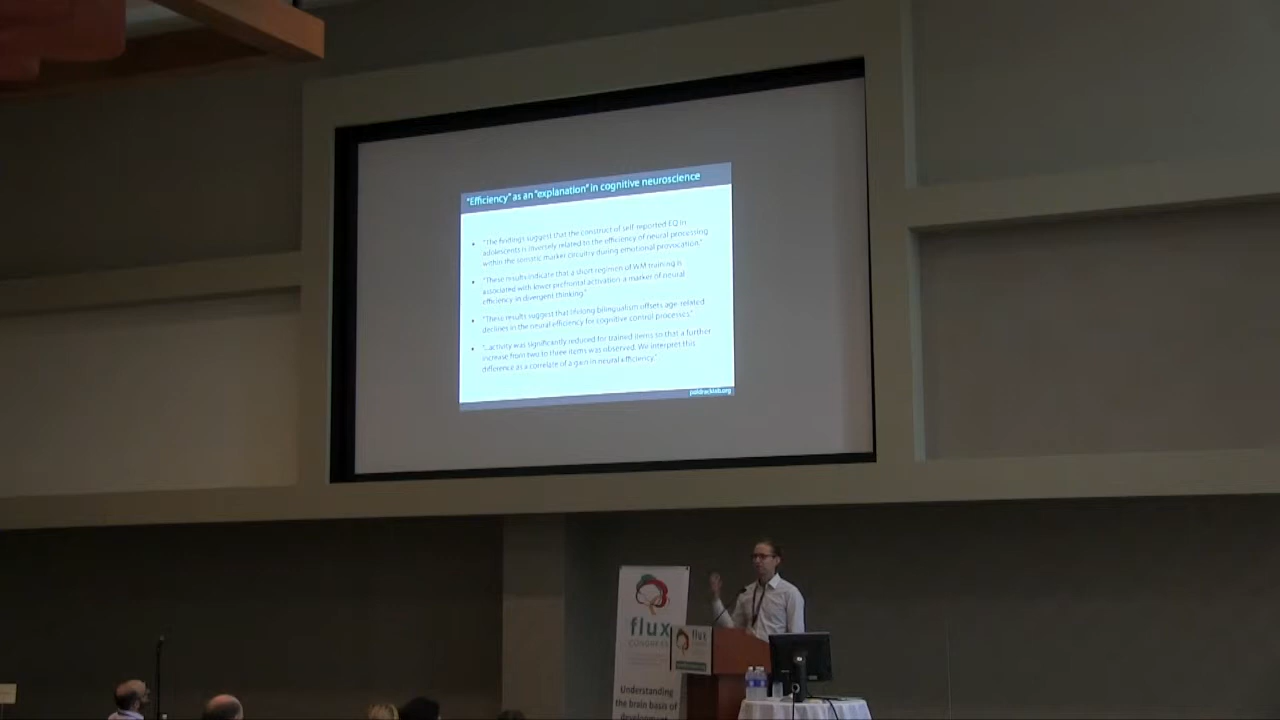 "Efficiency" as an "explanation" in cognitive neuroscience
• "The findings suggest that the construct of self reported EQ in
adolescents is inversely related to the efficiency of neural processing
within the somatic marker circuitry during emotional provocation."
• "These results indicate that a short regimen of WM training is
associated with lower prefrontal activation a marker of neural
efficiency in divergent thinking."
• "These results suggest that lifelong bilingualism offsets age-related
declines in the neural efficiency for cognitive control processes."
• "...activity was significantly reduced for trained items so that a further
increase from two to three items was observed. We interpret this
difference as a correlate of a gain in neural efficiency."
poldracklab.org
flux
CONGRESS
Understanding
the brain basis of
development
flux